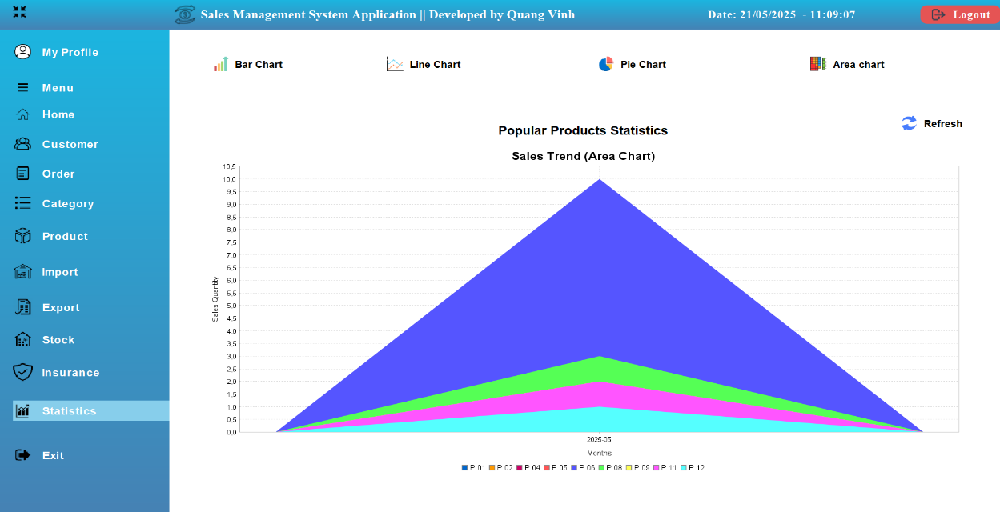 Sales Management System Application || Developed by Quang Vinh
Date: 21/05/2025 - 11:09:07
Logout
My Profile
Menu
Home
Customer
Order
Category
Product
Import
Export
Stock
Insurance
Statistics
Exit
Bar Chart
Line Chart
Pie Chart
Area chart
Refresh
Popular Products Statistics
Sales Trend (Area Chart)
Sales Quantity
10,5
10,0
9,5
9,0
8,5
8,0
7,5
7,0
6,5
6,0
5,5
5,0
4,5
4,0
3,5
3,0
2,5
2,0
1,5
1,0
0,5
0,0
2025-05
Months
P.01 P.02 P.04 P.05 P.06 P.08 P.09 P.11 P.12